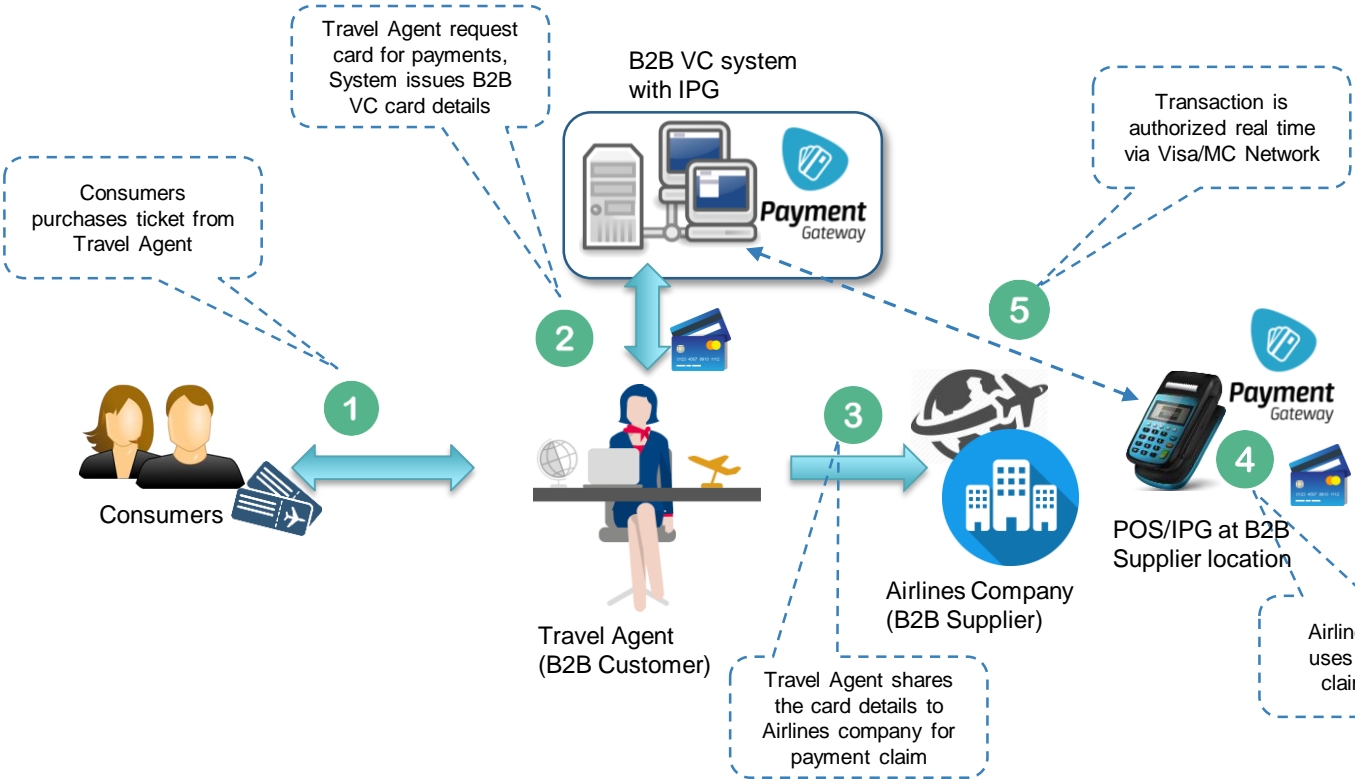 Travel Agent request
card for payments,
System issues B2B
VC card details
B2B VC system
with IPG
Transaction is
authorized real time
via Visa/MC Network
Consumers
purchases ticket from
Travel Agent
Payment
Gateway
5
2
Payment
Gateway
1
3
4
Consumers
POS/IPG at B2B
Supplier location
Airlines Company
(B2B Supplier)
Travel Agent
(B2B Customer)
Travel Agent shares
the card details to
Airlines company for
payment claim
uses